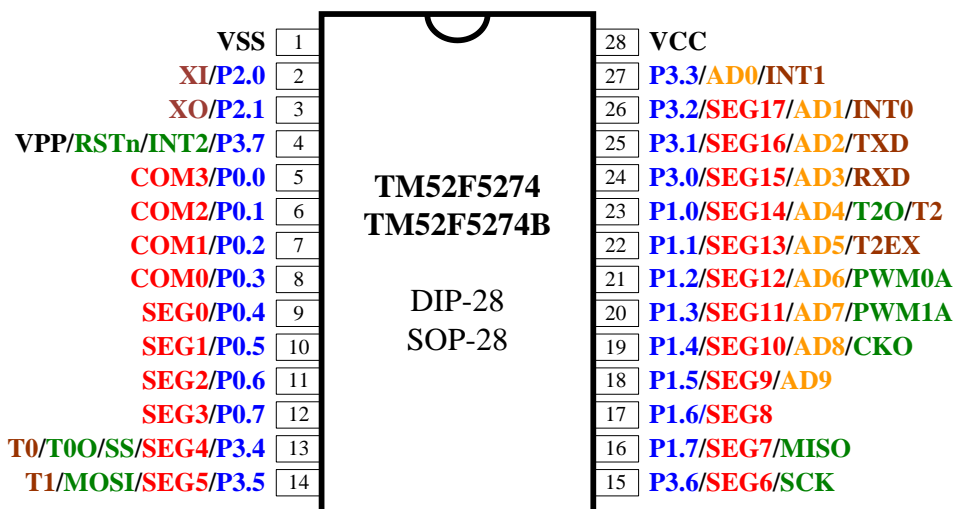 VSS 1
XI/P2.0 2
XO/P2.1 3
VPP/RSTn/INT2/P3.7 4
COM3/P0.0 5
COM2/P0.1 6
COM1/P0.2 7
COM0/P0.3 8
SEG0/P0.4 9
SEG1/P0.5 10
SEG2/P0.6 11
SEG3/P0.7 12
T0/T0O/SS/SEG4/P3.4 13
T1/MOSI/SEG5/P3.5 14
TM52F5274
TM52F5274B
DIP-28
SOP-28
28 VCC
27 P3.3/AD0/INT1
26 P3.2/SEG17/AD1/INT0
25 P3.1/SEG16/AD2/TXD
24 P3.0/SEG15/AD3/RXD
23 P1.0/SEG14/AD4/T2O/T2
22 P1.1/SEG13/AD5/T2EX
21 P1.2/SEG12/AD6/PWM0A
20 P1.3/SEG11/AD7/PWM1A
19 P1.4/SEG10/AD8/CKO
18 P1.5/SEG9/AD9
17 P1.6/SEG8
16 P1.7/SEG7/MISO
15 P3.6/SEG6/SCK